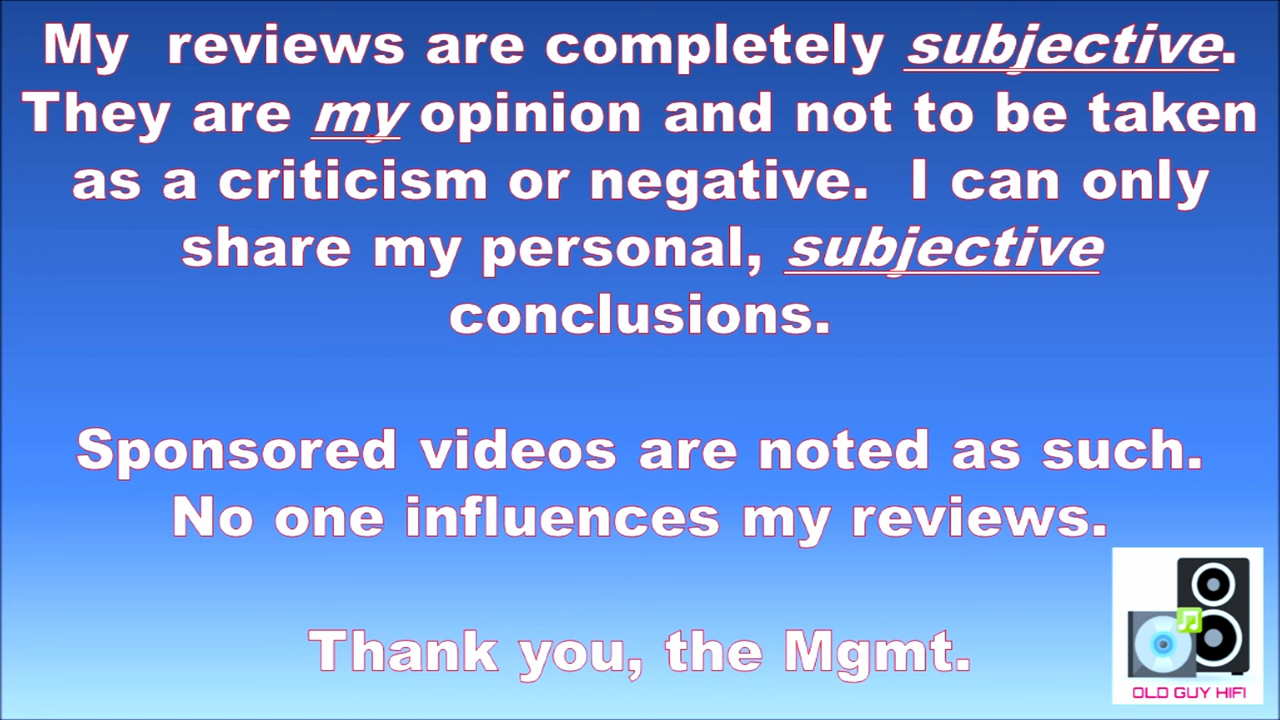 My  reviews are completely subjective.
They are my opinion and not to be taken
as a criticism or negative.  I can only
share my personal, subjective
conclusions.
Sponsored videos are noted as such.
No one influences my reviews.
Thank you, the Mgmt.
OLD GUY HIFI